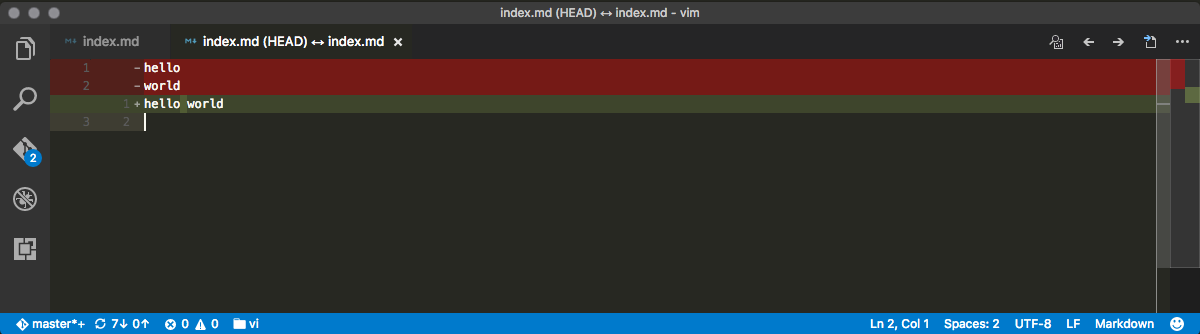 index.md (HEAD) ↔ index.md - vim
index.md
index.md (HEAD) ↔ index.md
1 -hello
2 -world
1 +hello world
3 2
2
master*+ 7↓ 0↑ 0 0 vi Ln 2, Col 1 Spaces: 2 UTF-8 LF Markdown